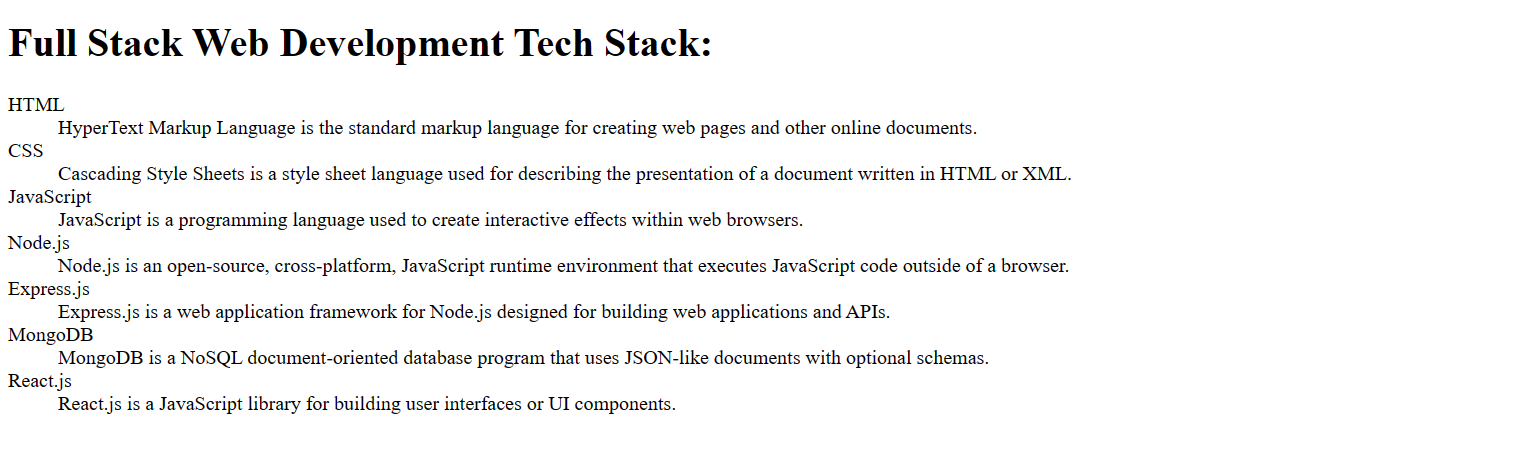 Full Stack Web Development Tech Stack:
HTML
HyperText Markup Language is the standard markup language for creating web pages and other online documents.
CSS
Cascading Style Sheets is a style sheet language used for describing the presentation of a document written in HTML or XML.
JavaScript
JavaScript is a programming language used to create interactive effects within web browsers.
Node.js
Node.js is an open-source, cross-platform, JavaScript runtime environment that executes JavaScript code outside of a browser.
Express.js
Express.js is a web application framework for Node.js designed for building web applications and APIs.
MongoDB
MongoDB is a NoSQL document-oriented database program that uses JSON-like documents with optional schemas.
React.js
React.js is a JavaScript library for building user interfaces or UI components.